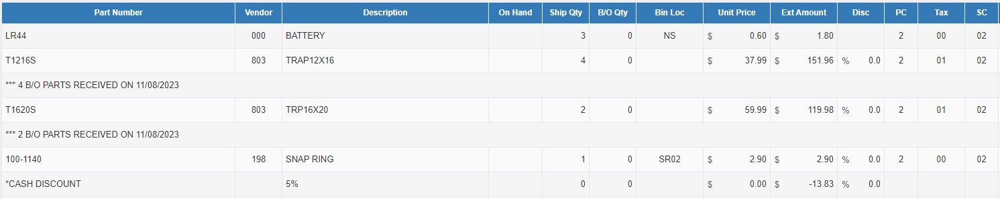 Part Number Vendor Description On Hand Ship Qty B/O Qty Bin Loc Unit Price Ext Amount Disc PC Tax SC
LR44 000 BATTERY 3 0 NS $ 0.60 $ 1.80 2 00 02
T1216S 803 TRAP12X16 4 0 $ 37.99 $ 151.96 % 0.0 2 01 02
*** 4 B/O PARTS RECEIVED ON 11/08/2023
T1620S 803 TRP16X20 2 0 $ 59.99 $ 119.98 % 0.0 2 01 02
*** 2 B/O PARTS RECEIVED ON 11/08/2023
100-1140 198 SNAP RING 1 0 SR02 $ 2.90 $ 2.90 % 0.0 2 00 02
*CASH DISCOUNT 5% 0 0 $ 0.00 $ -13.83 % 0.0